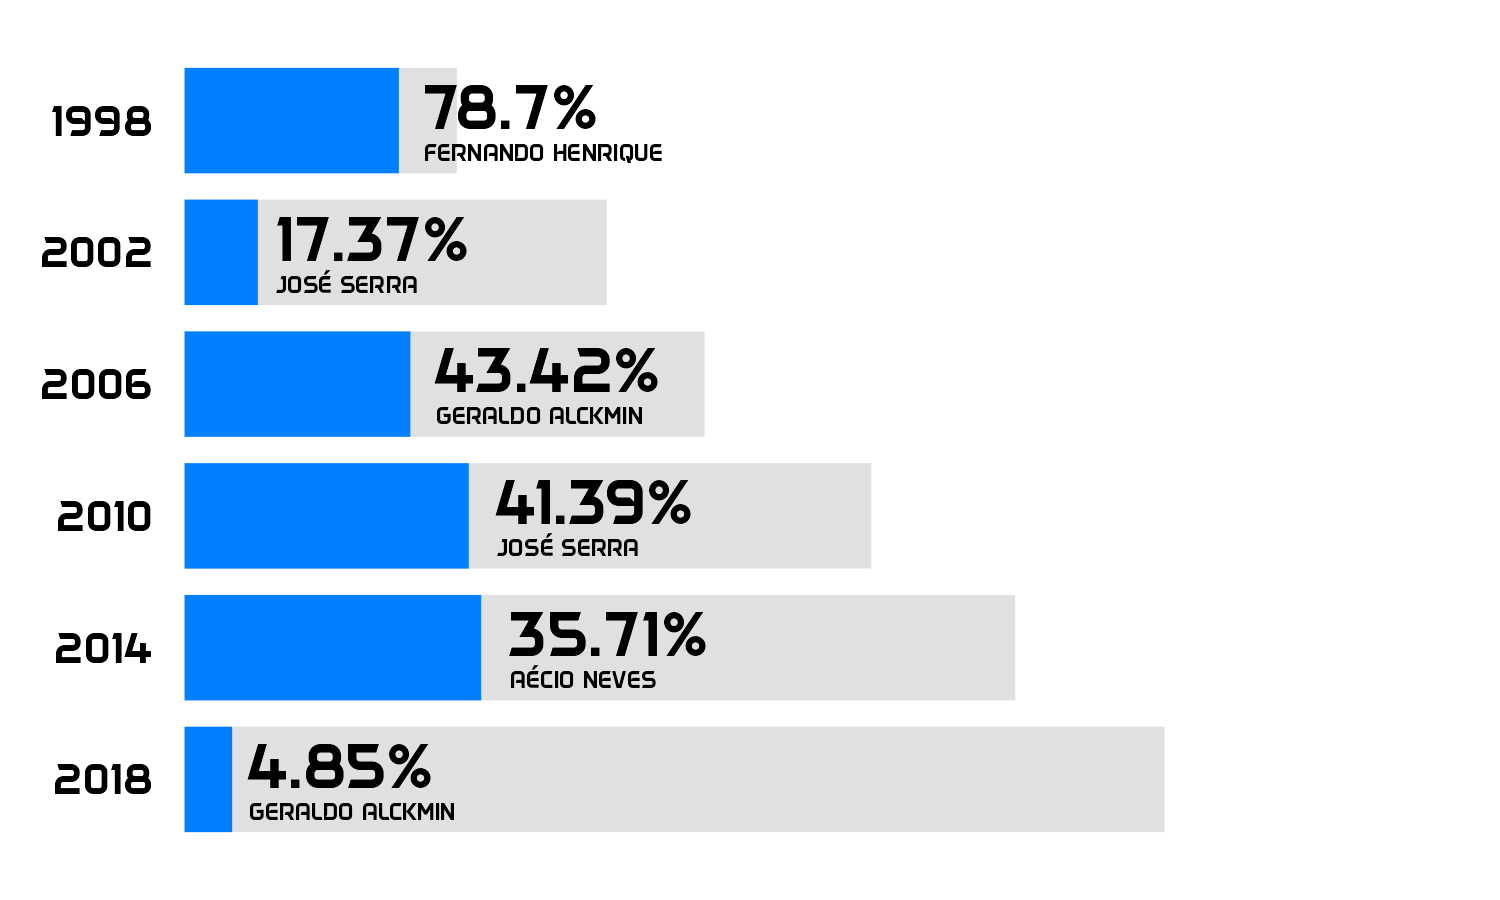 1998
78.7%
FERNANDO HENRIQUE
2002
17.37%
JOSÉ SERRA
2006
43.42%
GERALDO ALCKMIN
2010
41.39%
JOSÉ SERRA
2014
35.71%
AÉCIO NEVES
2018
4.85%
GERALDO ALCKMIN